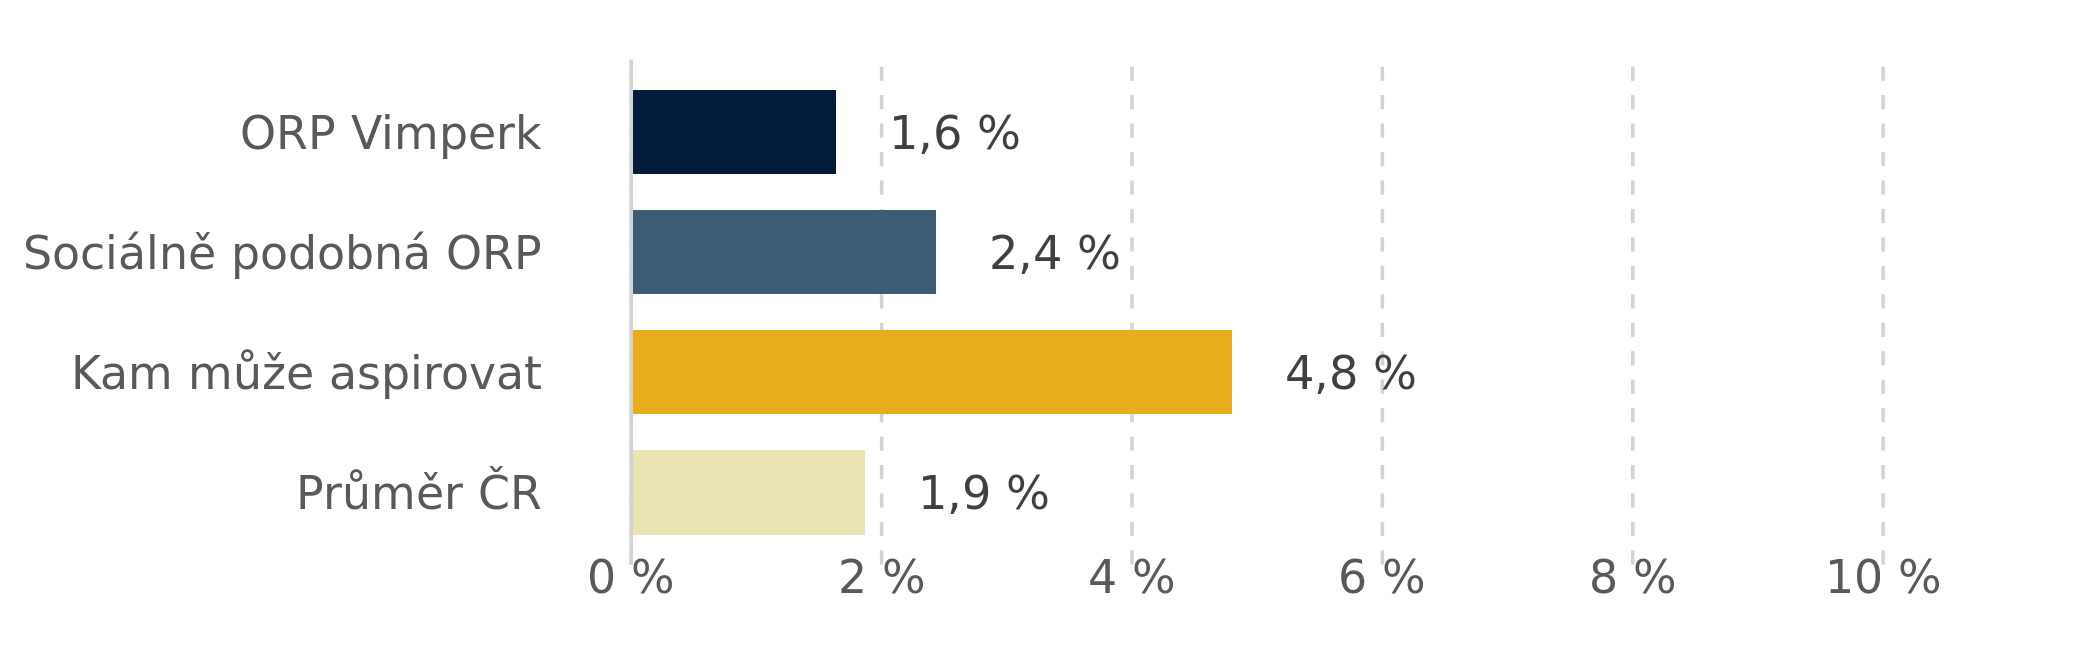 ORP Vimperk 1,6 %
Sociálně podobná ORP 2,4 %
Kam může aspirovat 4,8 %
Průměr ČR 1,9 %
0 % 2 % 4 % 6 % 8 % 10 %